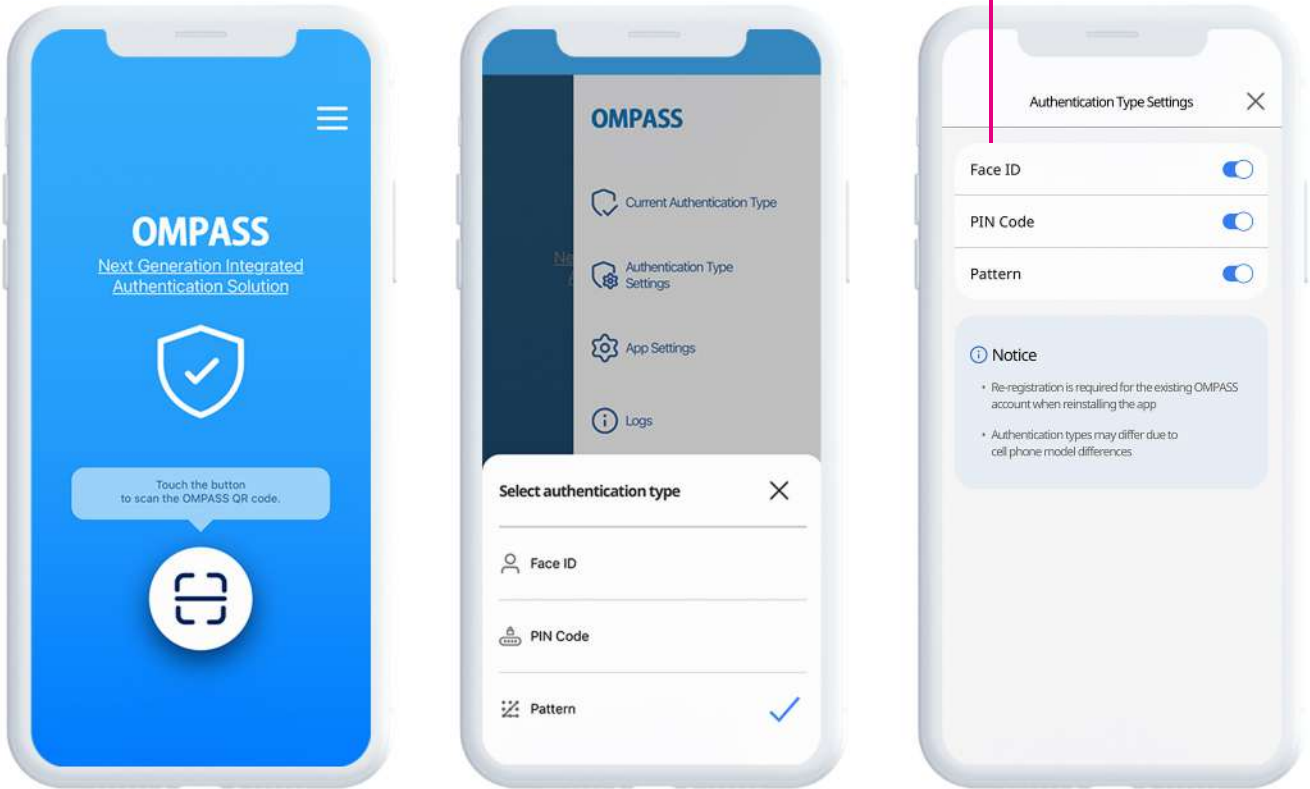 OMPASS
Next Generation Integrated
Authentication Solution
Touch the button
to scan the OMPASS QR code.
OMPASS
Current Authentication Type
Ne
Authentication Type
Settings
App Settings
Logs
Select authentication type
Face ID
PIN Code
Pattern
Authentication Type Settings
Face ID
PIN Code
Pattern
Notice
• Re-registration is required for the existing OMPASS
account when reinstalling the app
• Authentication types may differ due to
cell phone model differences